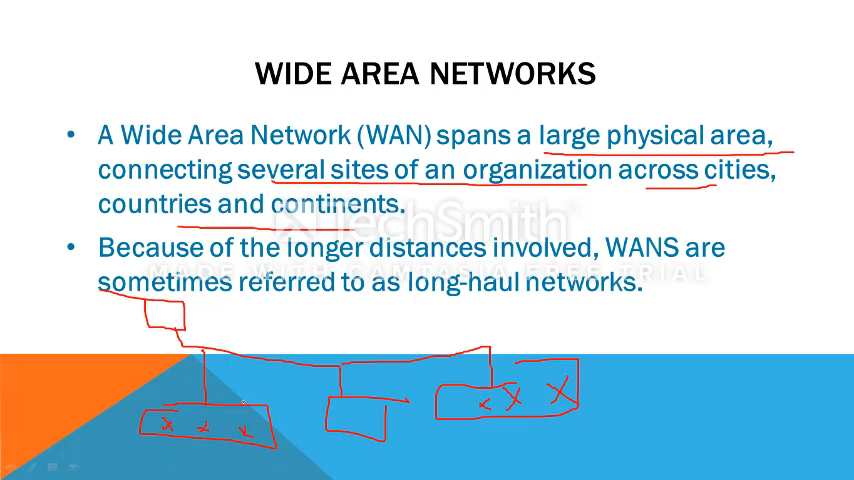 WIDE AREA NETWORKS
• A Wide Area Network (WAN) spans a large physical area,
connecting several sites of an organization across cities,
countries and continents.
TechSmith
• Because of the longer distances involved, WANS are
MADE WITH CAMTASIA FREE TRIAL
sometimes referred to as long-haul networks.
x x x
x X X